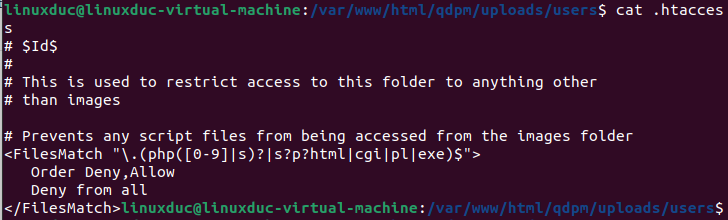 linuxduc@linuxduc-virtual-machine:/var/www/html/qdpm/uploads/users$ cat .htacces
s
# $Id$
#
# This is used to restrict access to this folder to anything other
# than images

# Prevents any script files from being accessed from the images folder
<FilesMatch "\.(php([0-9]|s)?|s?p?html|cgi|pl|exe)$">
   Order Deny,Allow
   Deny from all
</FilesMatch>linuxduc@linuxduc-virtual-machine:/var/www/html/qdpm/uploads/users$